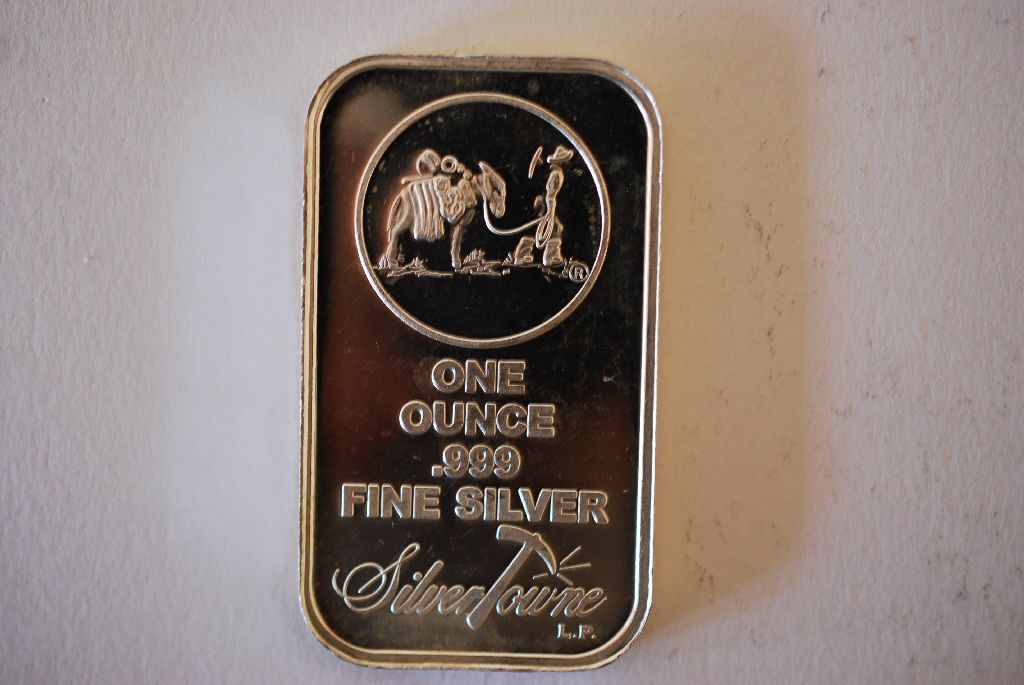 ®
ONE
OUNCE
.999
FINE SILVER
SilverTowne
L.P.